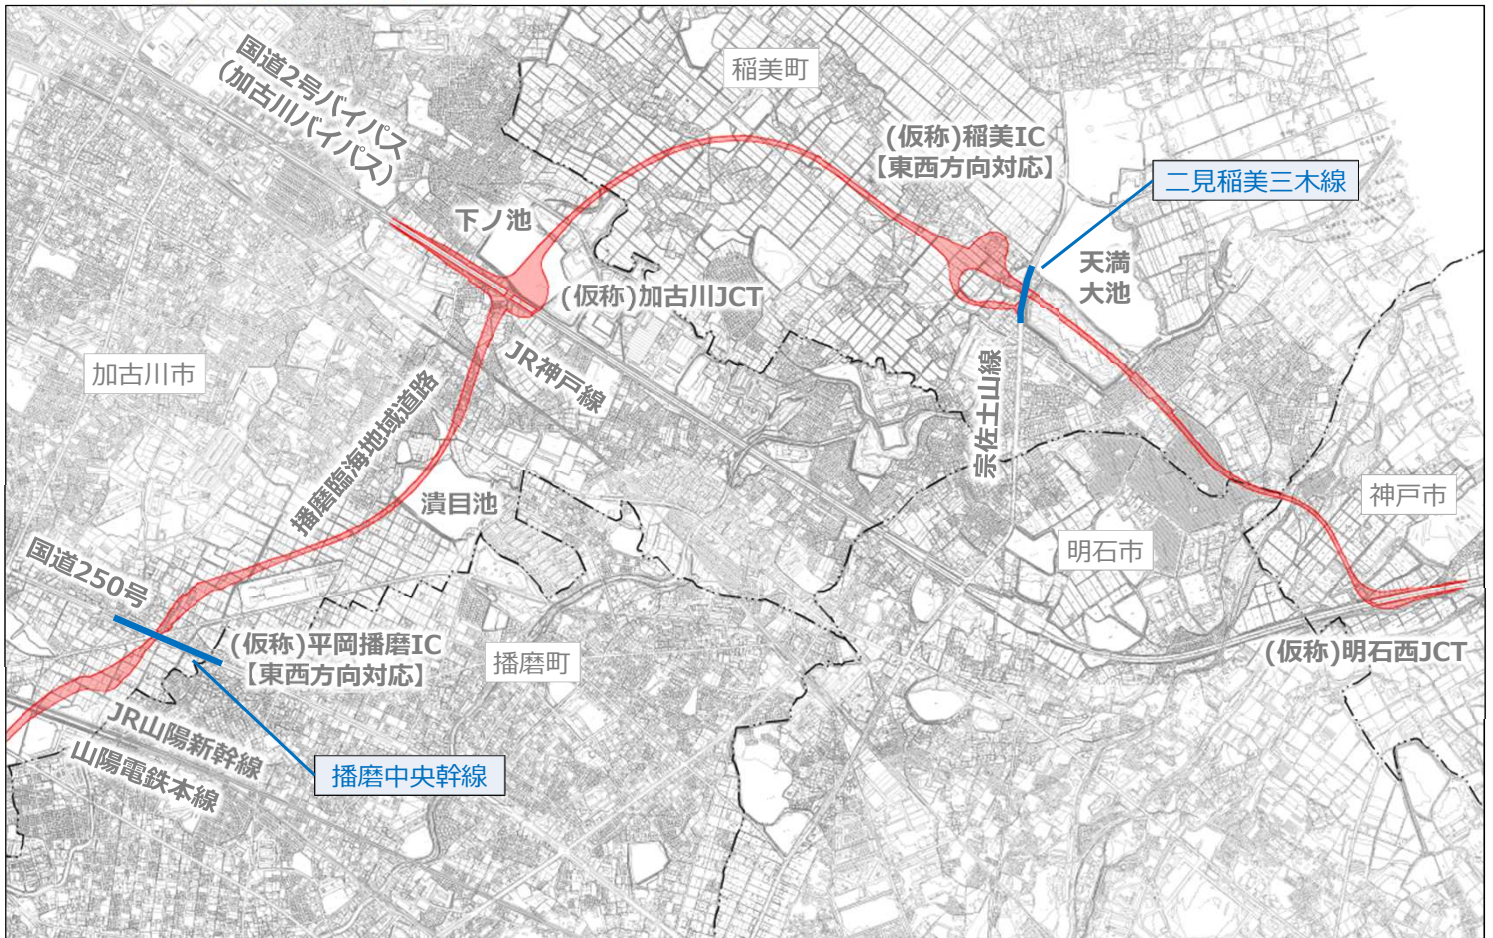 国道2号バイパス
(加古川バイパス)
稲美町
(仮称)稲美IC
【東西方向対応】
二見稲美三木線
下ノ池
天満
大池
(仮称)加古川JCT
JR神戸線
加古川市
播磨臨海地域道路
宗佐土山線
潰目池
神戸市
明石市
国道250号
(仮称)平岡播磨IC
【東西方向対応】
播磨町
(仮称)明石西JCT
JR山陽新幹線
山陽電鉄本線
播磨中央幹線